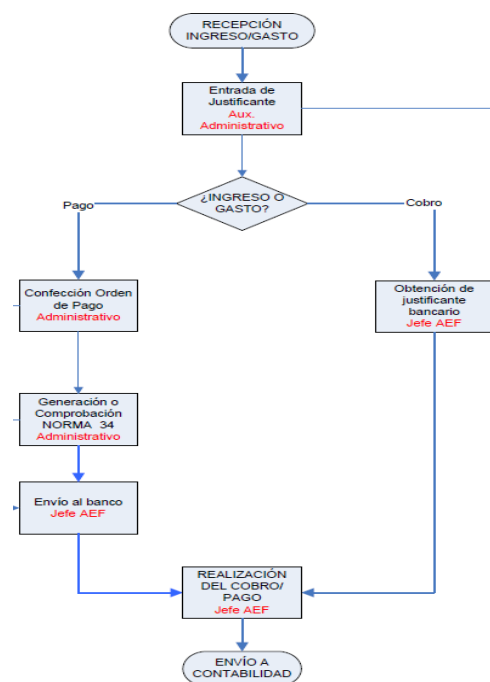 RECEPCIÓN
INGRESO/GASTO
Entrada de
Justificante
Aux.
Administrativo
¿INGRESO O
GASTO?
Pago
Cobro
Confección Orden
de Pago
Administrativo
Obtención de
justificante
bancario
Jefe AEF
Generación o
Comprobación
NORMA 34
Administrativo
Envío al banco
Jefe AEF
REALIZACIÓN
DEL COBRO/
PAGO
Jefe AEF
ENVÍO A
CONTABILIDAD